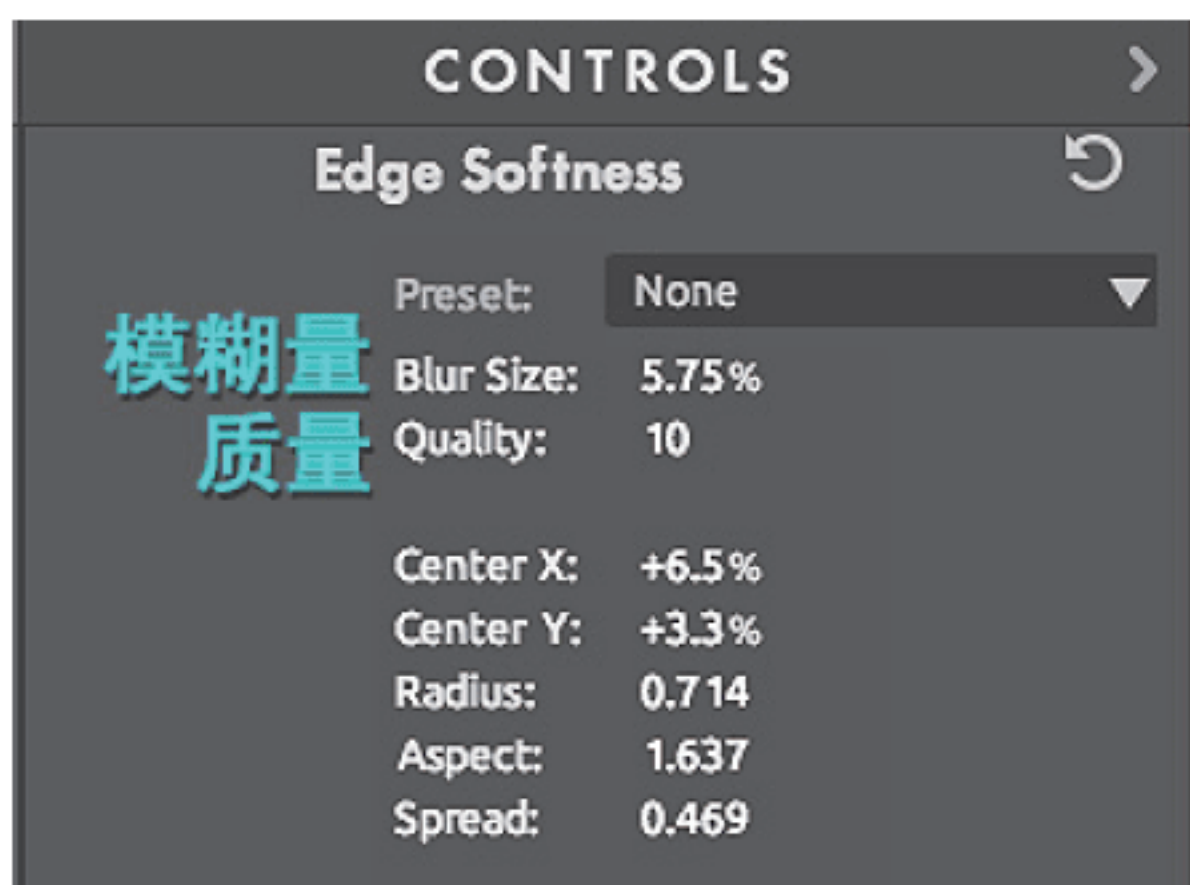 CONTROLS
Edge Softness
Preset: None
模糊量 Blur Size: 5.75%
质量 Quality: 10
Center X: +6.5%
Center Y: +3.3%
Radius: 0.714
Aspect: 1.637
Spread: 0.469